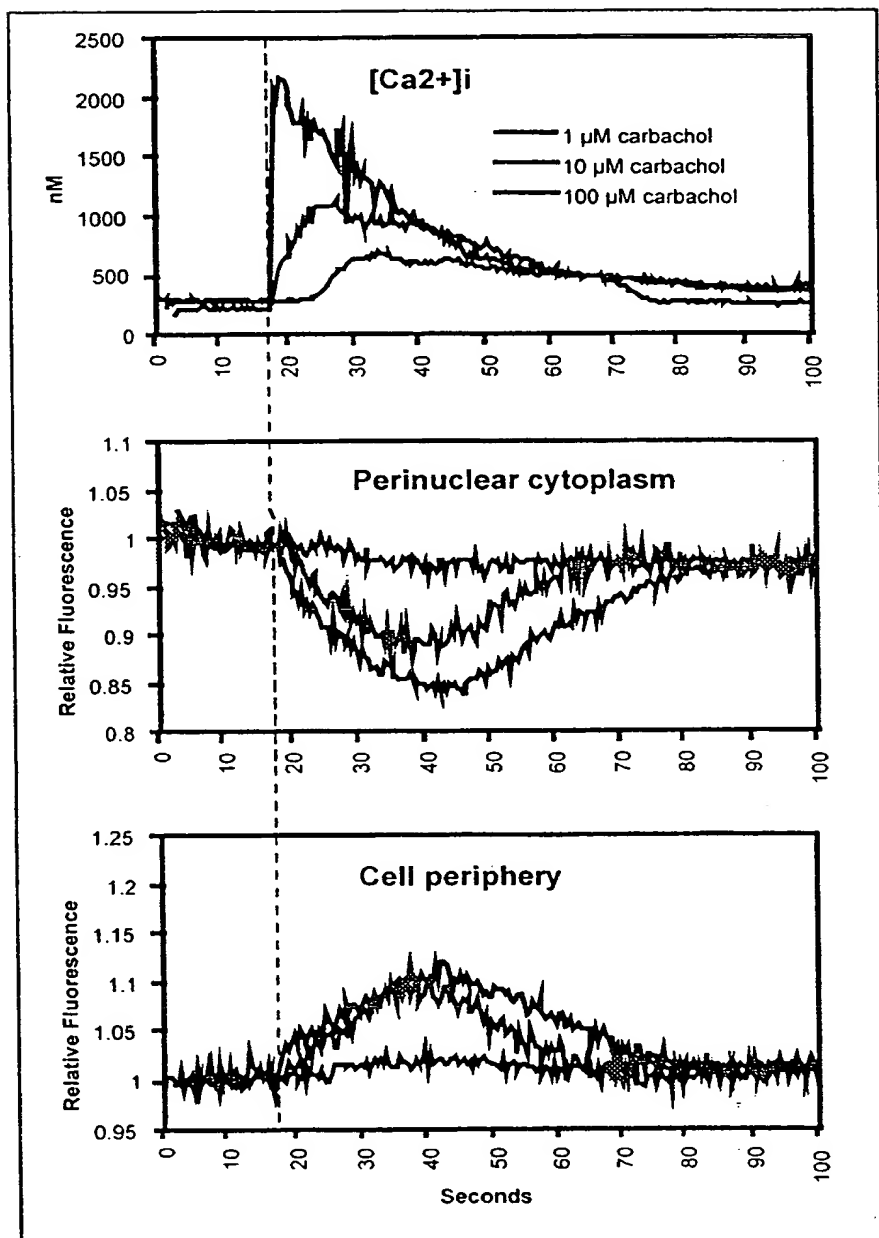 [Ca2+]i
2500
2000
1500
1000
500
0
nM
1 µM carbachol
10 µM carbachol
100 µM carbachol
0 10 20 30 40 50 60 70 80 90 100
Perinuclear cytoplasm
1.1
1.05
1
0.95
0.9
0.85
0.8
Relative Fluorescence
0 10 20 30 40 50 60 70 80 90 100
Cell periphery
1.25
1.2
1.15
1.1
1.05
1
0.95
Relative Fluorescence
0 10 20 30 40 50 60 70 80 90 100
Seconds